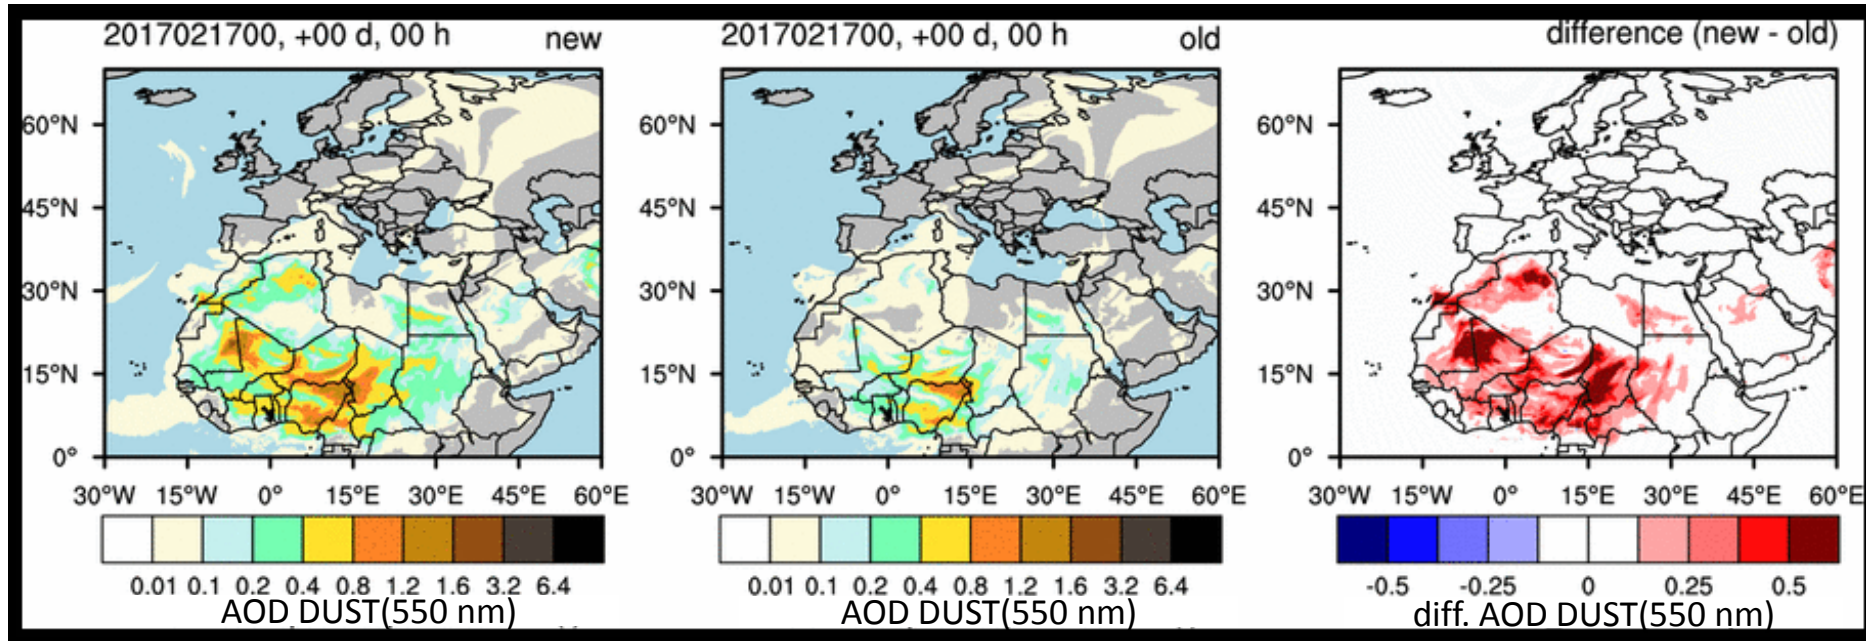 2017021700, +00 d, 00 h new
60°N
45°N
30°N
15°N
0°
30°W 15°W 0° 15°E 30°E 45°E 60°E
0.01 0.1 0.2 0.4 0.8 1.2 1.6 3.2 6.4
AOD DUST(550 nm)
2017021700, +00 d, 00 h old
60°N
45°N
30°N
15°N
0°
30°W 15°W 0° 15°E 30°E 45°E 60°E
0.01 0.1 0.2 0.4 0.8 1.2 1.6 3.2 6.4
AOD DUST(550 nm)
difference (new - old)
60°N
45°N
30°N
15°N
0°
30°W 15°W 0° 15°E 30°E 45°E 60°E
-0.5 -0.25 0 0.25 0.5
diff. AOD DUST(550 nm)